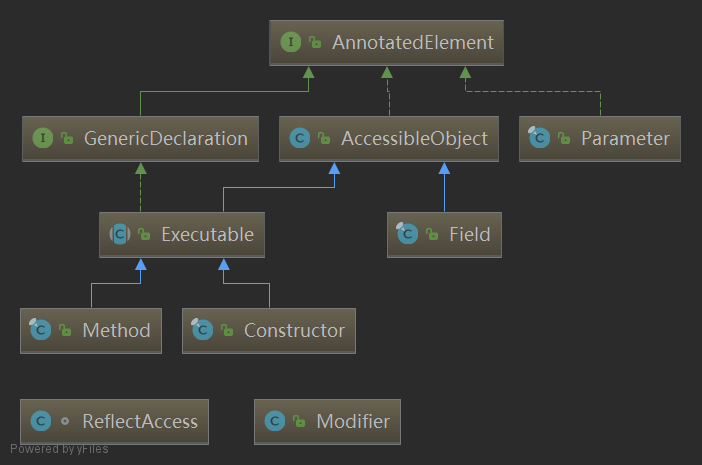 I AnnotatedElement
I GenericDeclaration
C AccessibleObject
C Parameter
C Executable
C Field
C Method
C Constructor
C ReflectAccess
C Modifier
Powered by yFiles